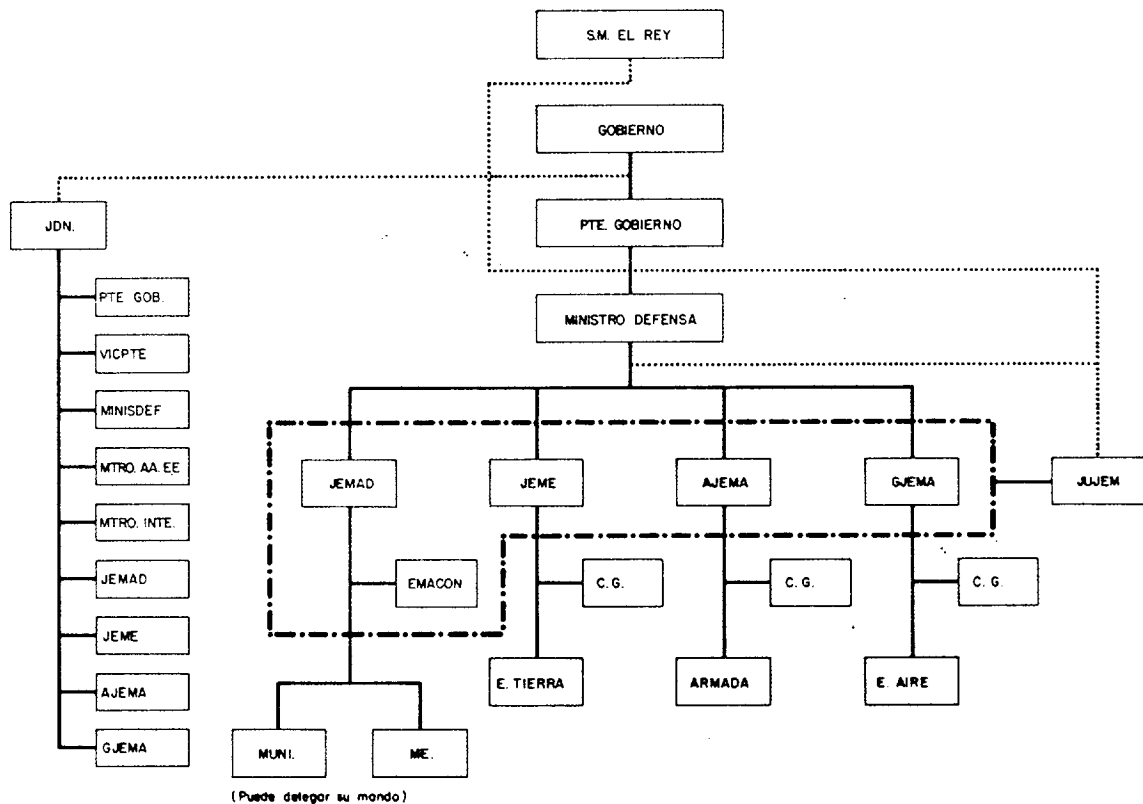 S.M. EL REY
GOBIERNO
JDN.
PTE. GOBIERNO
PTE GOB.
MINISTRO DEFENSA
VICPTE
MINISDEF
MTRO. AA. EE
JEMAD
JEME
AJEMA
GJEMA
JUJEM
MTRO. INTE.
JEMAD
EMACON
C. G.
C. G.
C. G.
JEME
AJEMA
E. TIERRA
ARMADA
E. AIRE
GJEMA
MUNI.
ME.
(Puede delegar su mando)